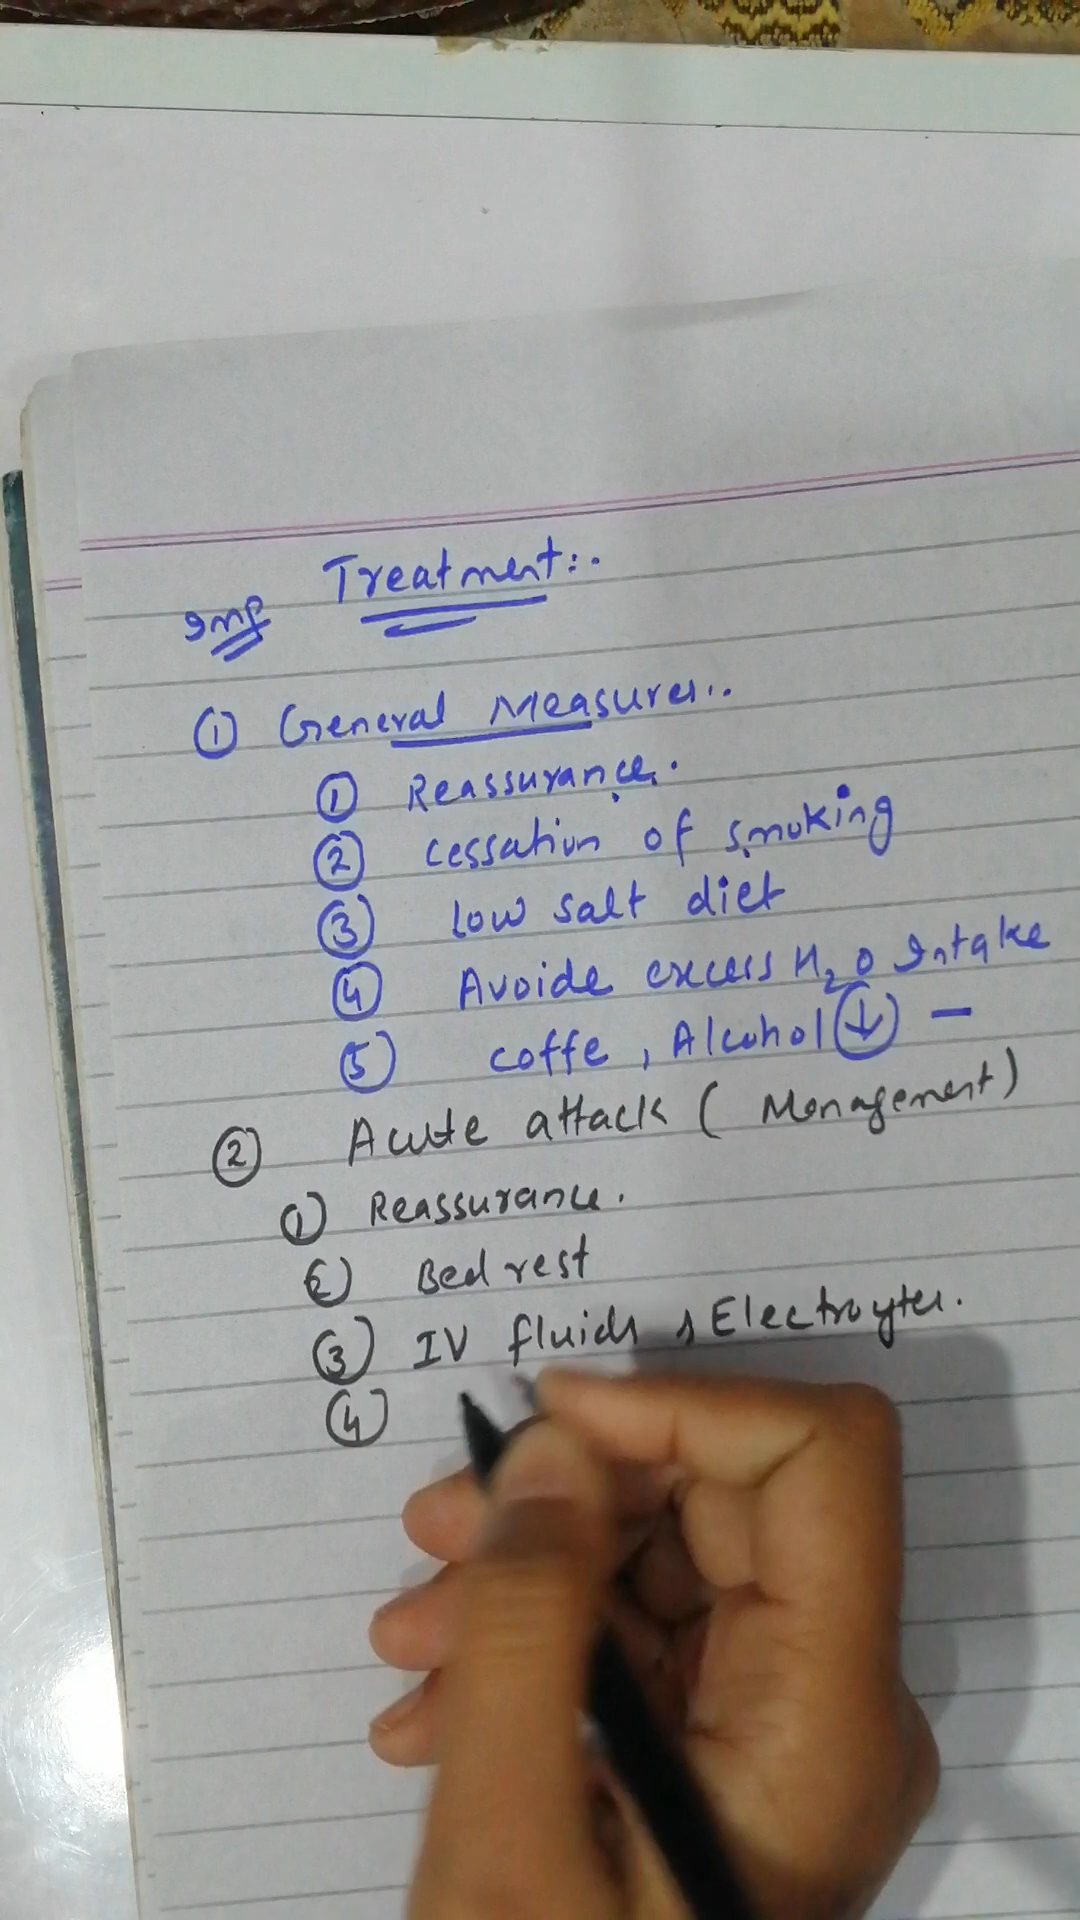 Treatment:.
Imp
① General Measures:.
① Reassurance.
② cessation of smoking
③ low salt diet
④ Avoide excess H₂O Intake
⑤ coffe, Alcohol ↓ –
② Acute attack ( Management)
① Reassurance.
② Bed rest
③ IV fluids & Electroytes.
④